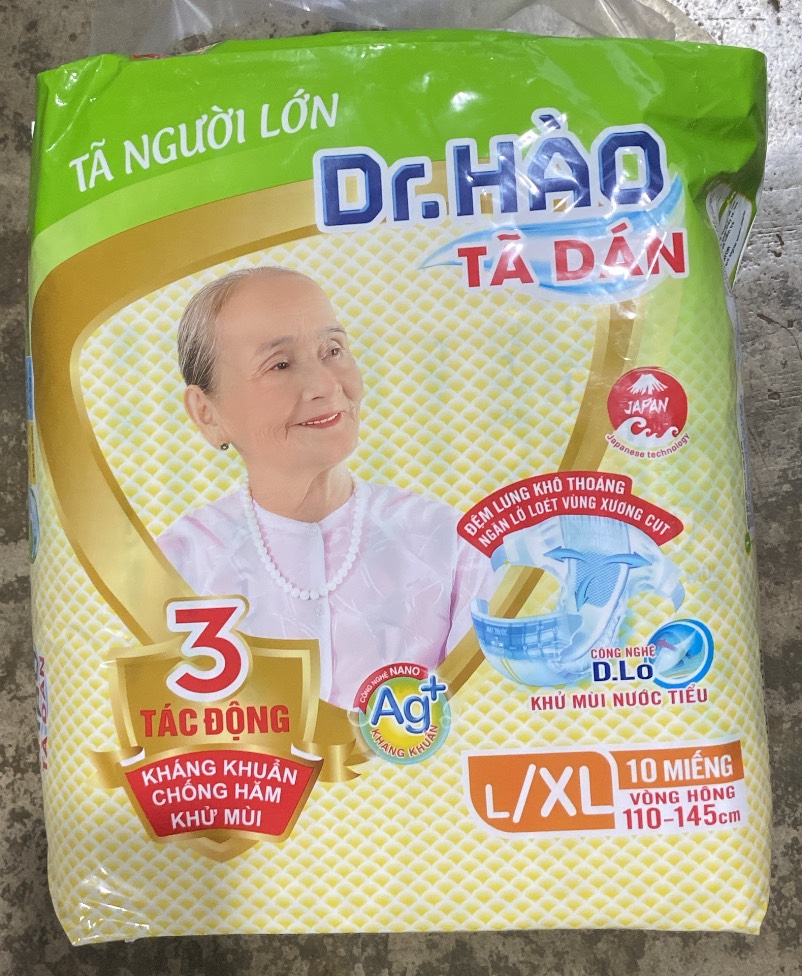 TÃ NGƯỜI LỚN
Dr.HÀO
TÃ DÁN
JAPAN
Japanese technology
ĐỆM LƯNG KHÔ THOÁNG
NGĂN LỞ LOÉT VÙNG XƯƠNG CỤT
CÔNG NGHỆ
D.Lo
KHỬ MÙI NƯỚC TIỂU
3
TÁC ĐỘNG
KHÁNG KHUẨN
CHỐNG HĂM
KHỬ MÙI
CÔNG NGHỆ NANO
Ag+
KHANG KHUẨN
L/XL
10 MIẾNG
VÒNG HÔNG
110-145cm